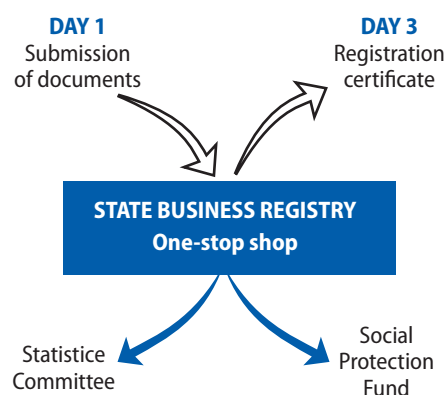 DAY 1
Submission
of documents
DAY 3
Registration
certificate
STATE BUSINESS REGISTRY
One-stop shop
Statistice
Committee
Social
Protection
Fund